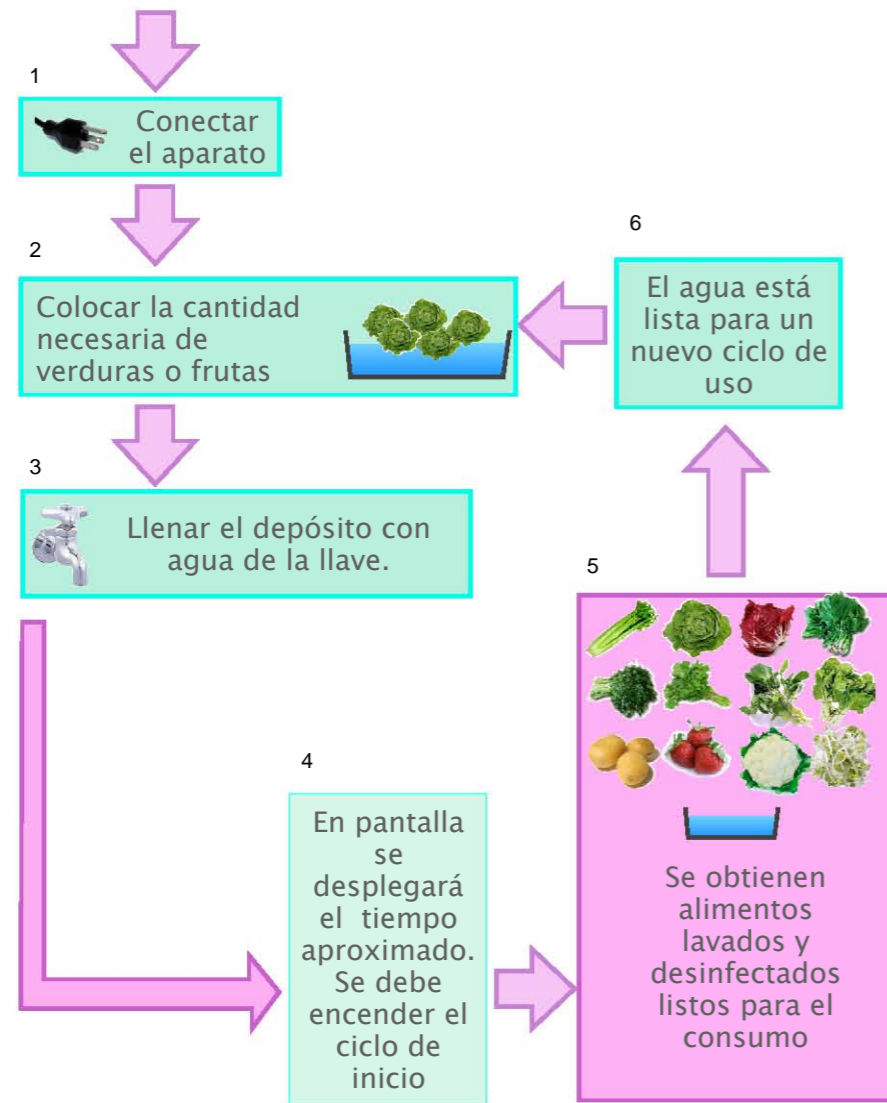 1
Conectar
el aparato
2
Colocar la cantidad
necesaria de
verduras o frutas
3
Llenar el depósito con
agua de la llave.
4
En pantalla
se
desplegará
el tiempo
aproximado.
Se debe
encender el
ciclo de
inicio
5
Se obtienen
alimentos
lavados y
desinfectados
listos para el
consumo
6
El agua está
lista para un
nuevo ciclo de
uso